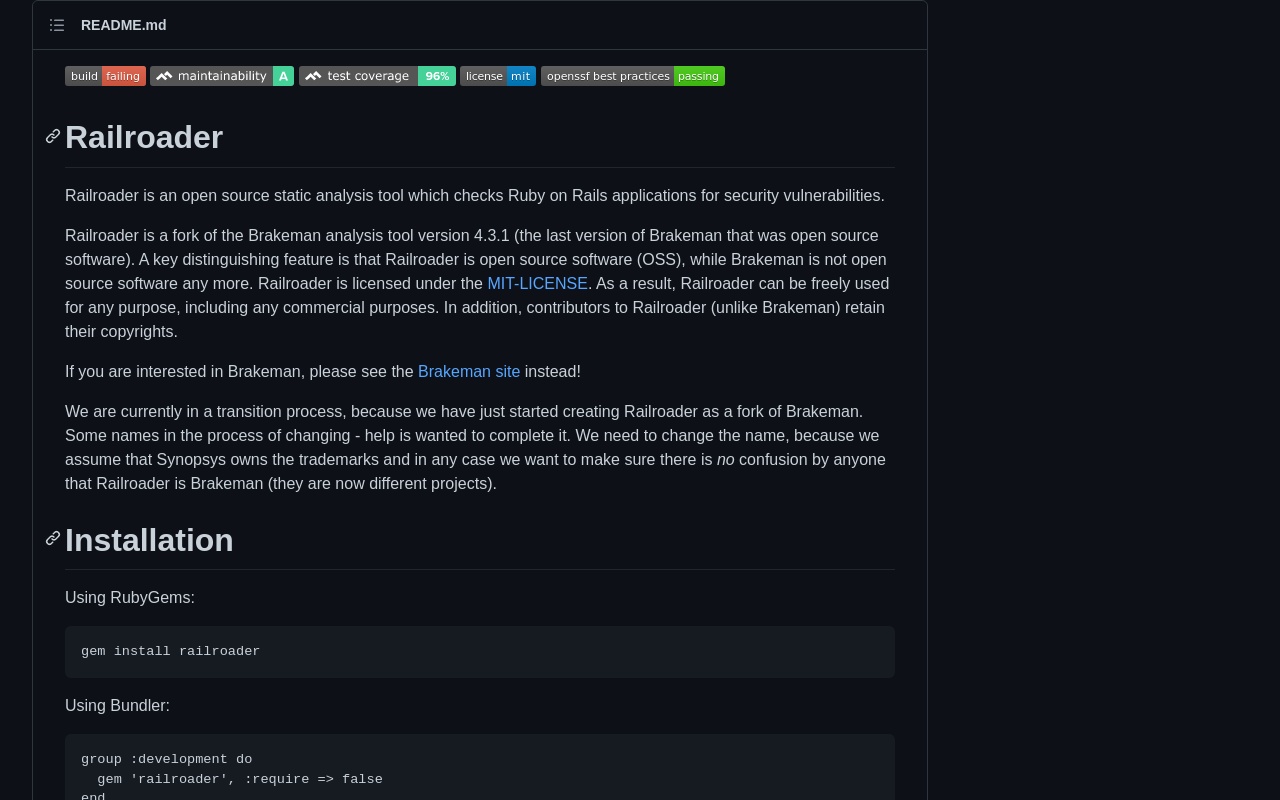 README.md
build failing maintainability A test coverage 96% license mit openssf best practices passing
Railroader
Railroader is an open source static analysis tool which checks Ruby on Rails applications for security vulnerabilities.
Railroader is a fork of the Brakeman analysis tool version 4.3.1 (the last version of Brakeman that was open source
software). A key distinguishing feature is that Railroader is open source software (OSS), while Brakeman is not open
source software any more. Railroader is licensed under the MIT-LICENSE. As a result, Railroader can be freely used
for any purpose, including any commercial purposes. In addition, contributors to Railroader (unlike Brakeman) retain
their copyrights.
If you are interested in Brakeman, please see the Brakeman site instead!
We are currently in a transition process, because we have just started creating Railroader as a fork of Brakeman.
Some names in the process of changing - help is wanted to complete it. We need to change the name, because we
assume that Synopsys owns the trademarks and in any case we want to make sure there is no confusion by anyone
that Railroader is Brakeman (they are now different projects).
Installation
Using RubyGems:
gem install railroader
Using Bundler:
group :development do
  gem 'railroader', :require => false
end